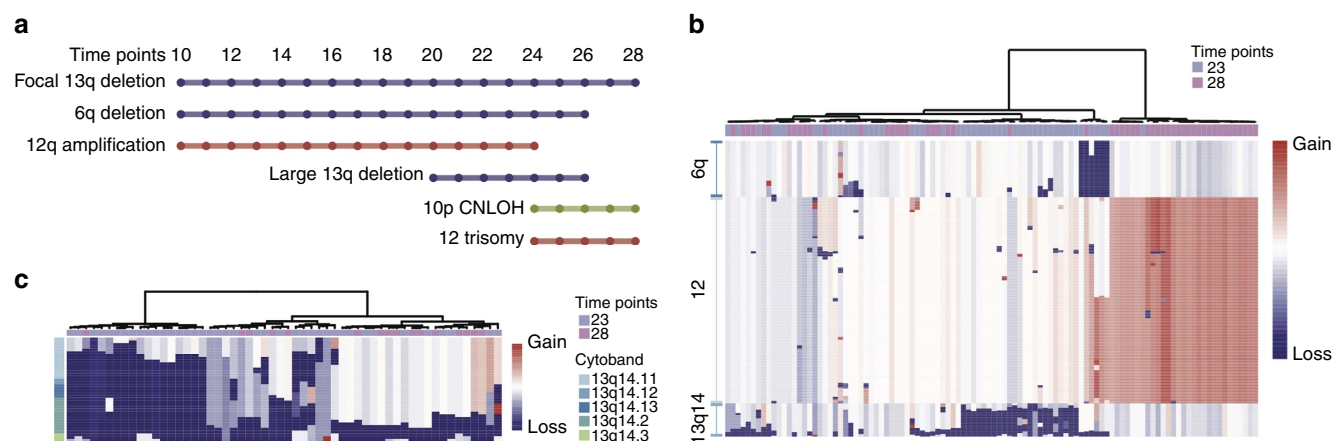 a
Time points 10 12 14 16 18 20 22 24 26 28
Focal 13q deletion
6q deletion
12q amplification
Large 13q deletion
10p CNLOH
12 trisomy
b
Time points
23
28
6q
12
13q14
Gain
Loss
c
Time points
23
28
Gain
Loss
Cytoband
13q14.11
13q14.12
13q14.13
13q14.2
13q14.3